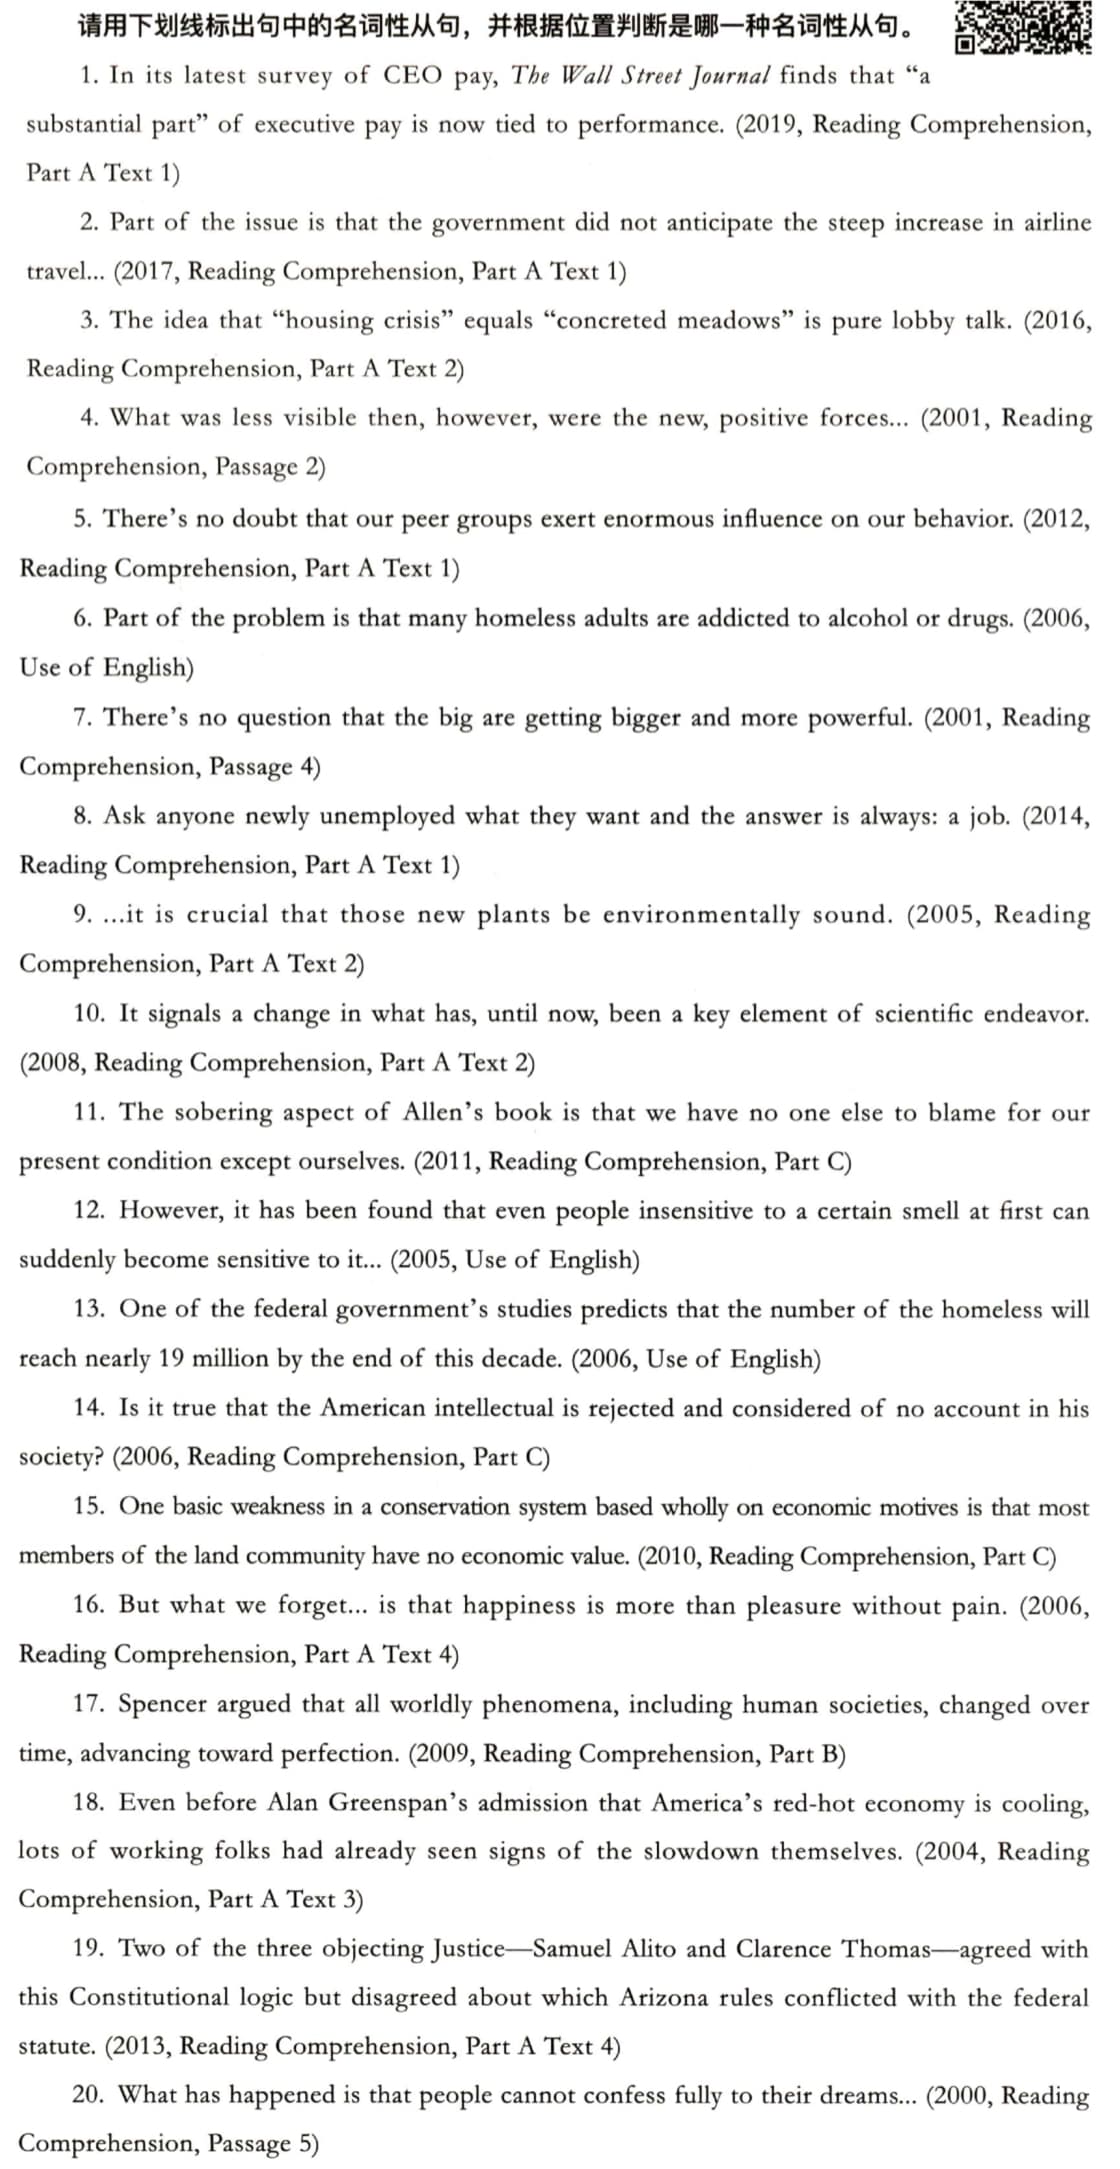 请用下划线标出句中的名词性从句，并根据位置判断是哪一种名词性从句。
1. In its latest survey of CEO pay, The Wall Street Journal finds that “a
substantial part” of executive pay is now tied to performance. (2019, Reading Comprehension,
Part A Text 1)
2. Part of the issue is that the government did not anticipate the steep increase in airline
travel... (2017, Reading Comprehension, Part A Text 1)
3. The idea that “housing crisis” equals “concreted meadows” is pure lobby talk. (2016,
Reading Comprehension, Part A Text 2)
4. What was less visible then, however, were the new, positive forces... (2001, Reading
Comprehension, Passage 2)
5. There’s no doubt that our peer groups exert enormous influence on our behavior. (2012,
Reading Comprehension, Part A Text 1)
6. Part of the problem is that many homeless adults are addicted to alcohol or drugs. (2006,
Use of English)
7. There’s no question that the big are getting bigger and more powerful. (2001, Reading
Comprehension, Passage 4)
8. Ask anyone newly unemployed what they want and the answer is always: a job. (2014,
Reading Comprehension, Part A Text 1)
9. ...it is crucial that those new plants be environmentally sound. (2005, Reading
Comprehension, Part A Text 2)
10. It signals a change in what has, until now, been a key element of scientific endeavor.
(2008, Reading Comprehension, Part A Text 2)
11. The sobering aspect of Allen’s book is that we have no one else to blame for our
present condition except ourselves. (2011, Reading Comprehension, Part C)
12. However, it has been found that even people insensitive to a certain smell at first can
suddenly become sensitive to it... (2005, Use of English)
13. One of the federal government’s studies predicts that the number of the homeless will
reach nearly 19 million by the end of this decade. (2006, Use of English)
14. Is it true that the American intellectual is rejected and considered of no account in his
society? (2006, Reading Comprehension, Part C)
15. One basic weakness in a conservation system based wholly on economic motives is that most
members of the land community have no economic value. (2010, Reading Comprehension, Part C)
16. But what we forget... is that happiness is more than pleasure without pain. (2006,
Reading Comprehension, Part A Text 4)
17. Spencer argued that all worldly phenomena, including human societies, changed over
time, advancing toward perfection. (2009, Reading Comprehension, Part B)
18. Even before Alan Greenspan’s admission that America’s red-hot economy is cooling,
lots of working folks had already seen signs of the slowdown themselves. (2004, Reading
Comprehension, Part A Text 3)
19. Two of the three objecting Justice—Samuel Alito and Clarence Thomas—agreed with
this Constitutional logic but disagreed about which Arizona rules conflicted with the federal
statute. (2013, Reading Comprehension, Part A Text 4)
20. What has happened is that people cannot confess fully to their dreams... (2000, Reading
Comprehension, Passage 5)